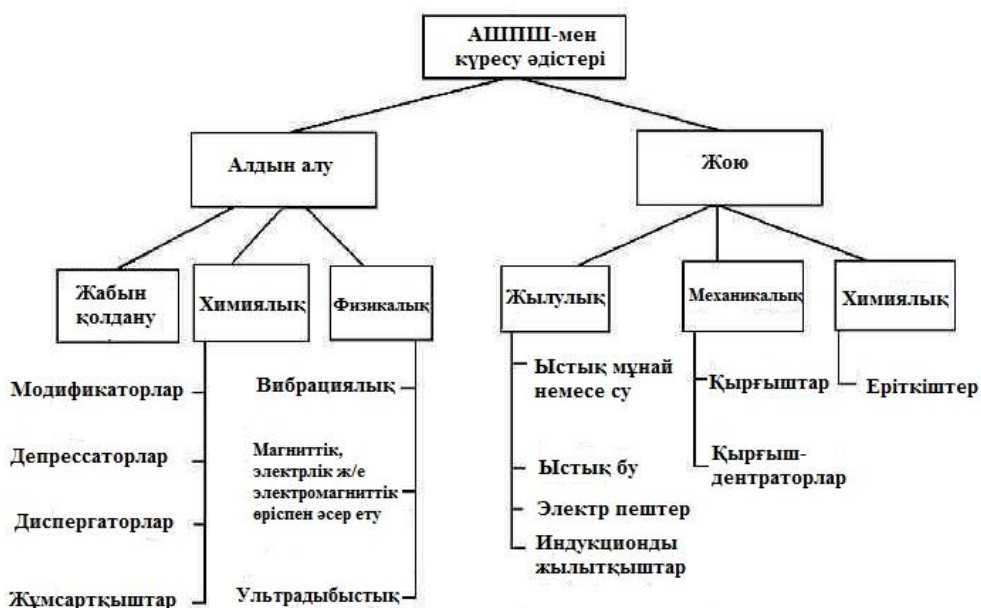 АШПШ-мен
күресу әдістері
Алдын алу
Жою
Жабын
қолдану
Химиялық
Физикалық
Жылулық
Механикалық
Химиялық
Модификаторлар
Депрессаторлар
Диспергаторлар
Жұмсартқыштар
Вибрациялық
Магниттік,
электрлік ж/е
электромагниттік
өріспен әсер ету
Ультрадыбыстық
Ыстық мұнай
немесе су
Ыстық бу
Электр пештер
Индукционды
жылытқыштар
Қырғыштар
Қырғыш-
дентраторлар
Еріткіштер